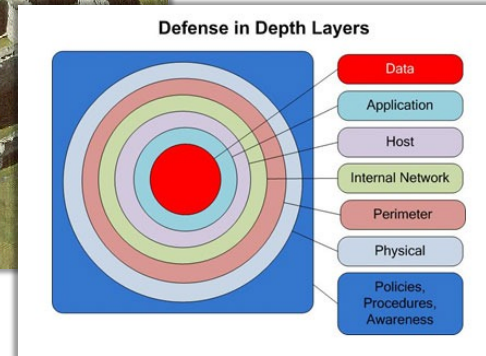 Defense in Depth Layers
Data
Application
Host
Internal Network
Perimeter
Physical
Policies,
Procedures,
Awareness